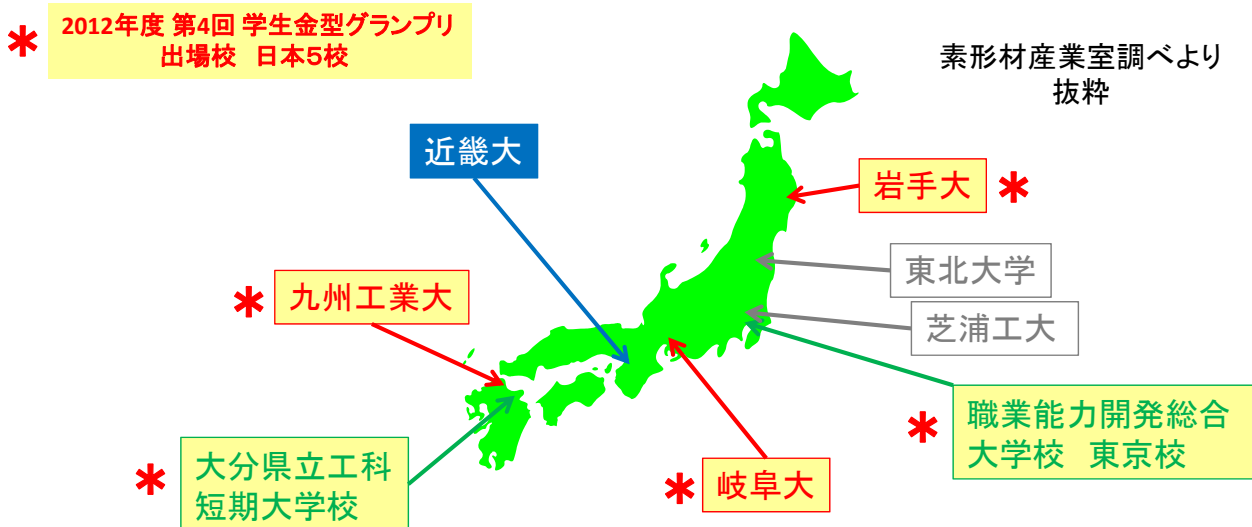 2012年度 第4回 学生金型グランプリ
出場校 日本5校
素形材産業室調べより
抜粋
近畿大
岩手大
東北大学
九州工業大
芝浦工大
職業能力開発総合
大学校 東京校
大分県立工科
短期大学校
岐阜大